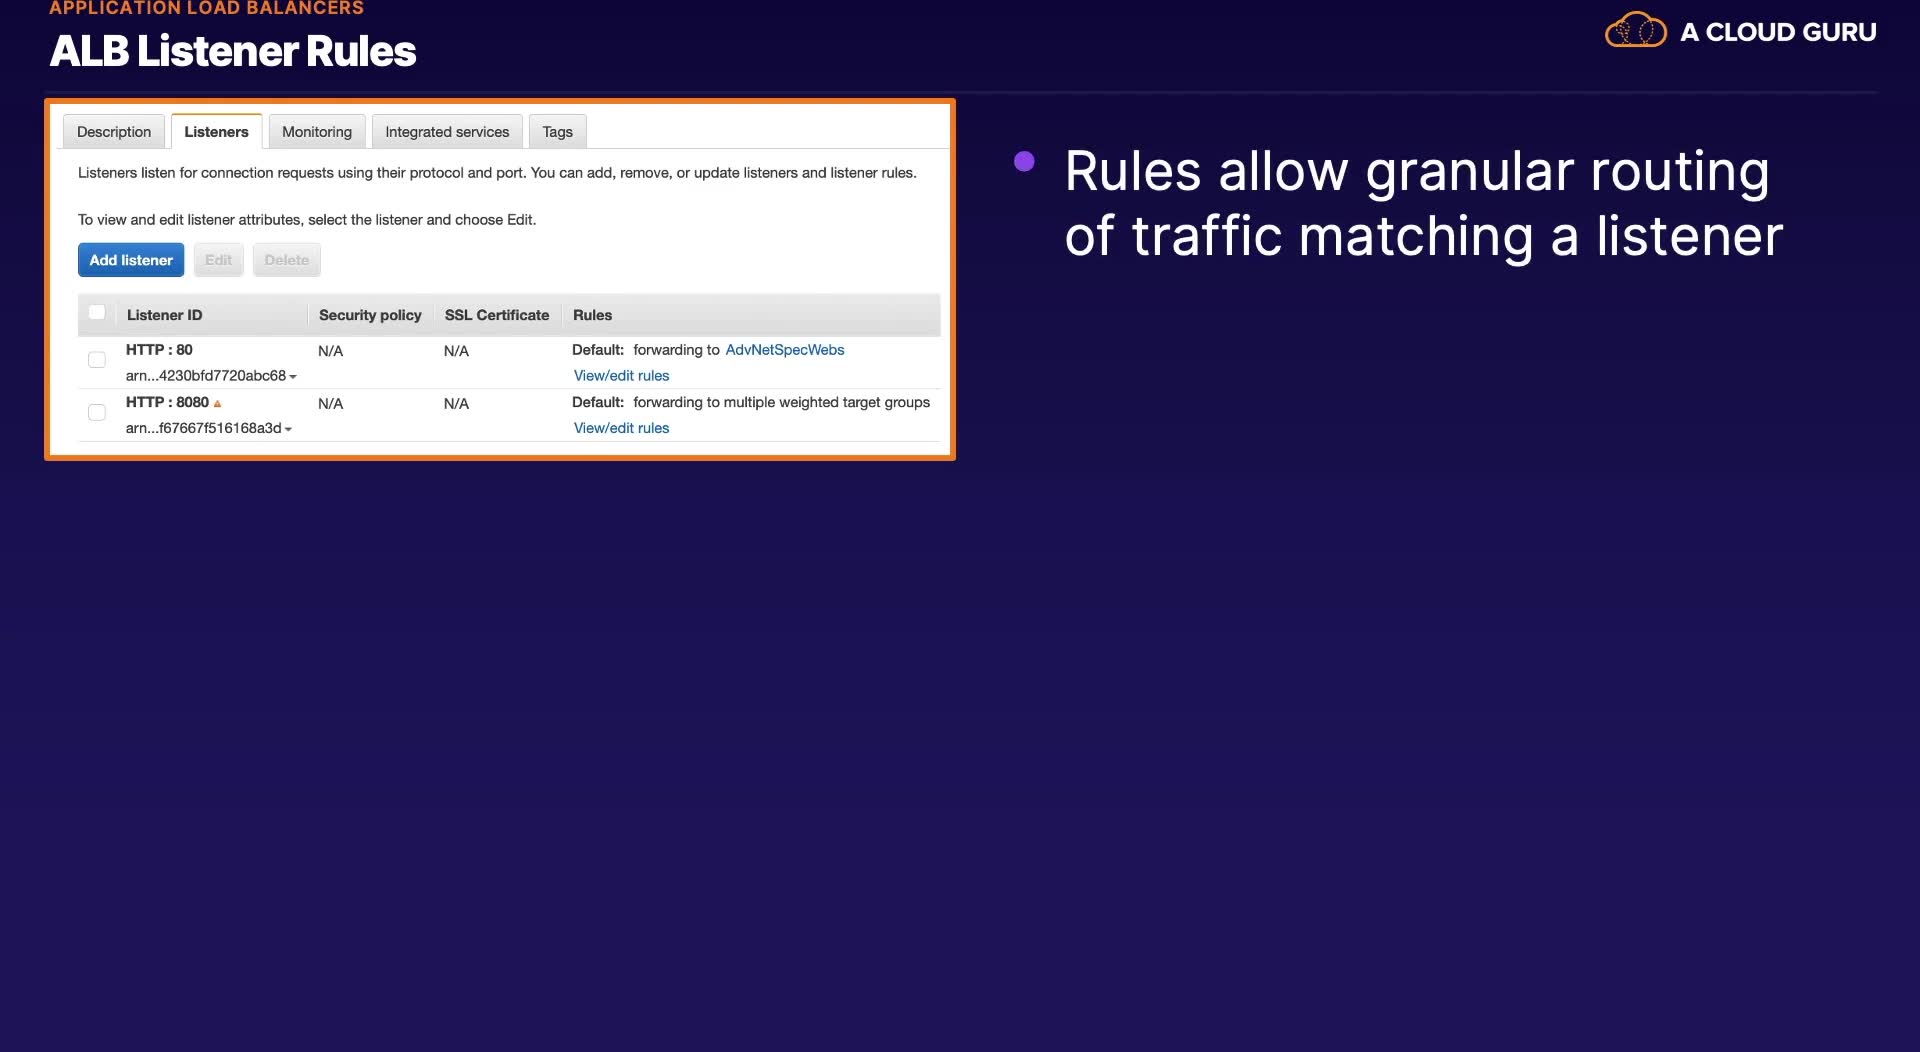 APPLICATION LOAD BALANCERS
ALB Listener Rules
A CLOUD GURU
Description Listeners Monitoring Integrated services Tags
Listeners listen for connection requests using their protocol and port. You can add, remove, or update listeners and listener rules.
To view and edit listener attributes, select the listener and choose Edit.
Add listener Edit Delete
Listener ID Security policy SSL Certificate Rules
HTTP : 80 N/A N/A Default: forwarding to AdvNetSpecWebs
arn...4230bfd7720abc68 View/edit rules
HTTP : 8080 N/A N/A Default: forwarding to multiple weighted target groups
arn...f67667f516168a3d View/edit rules
Rules allow granular routing
of traffic matching a listener